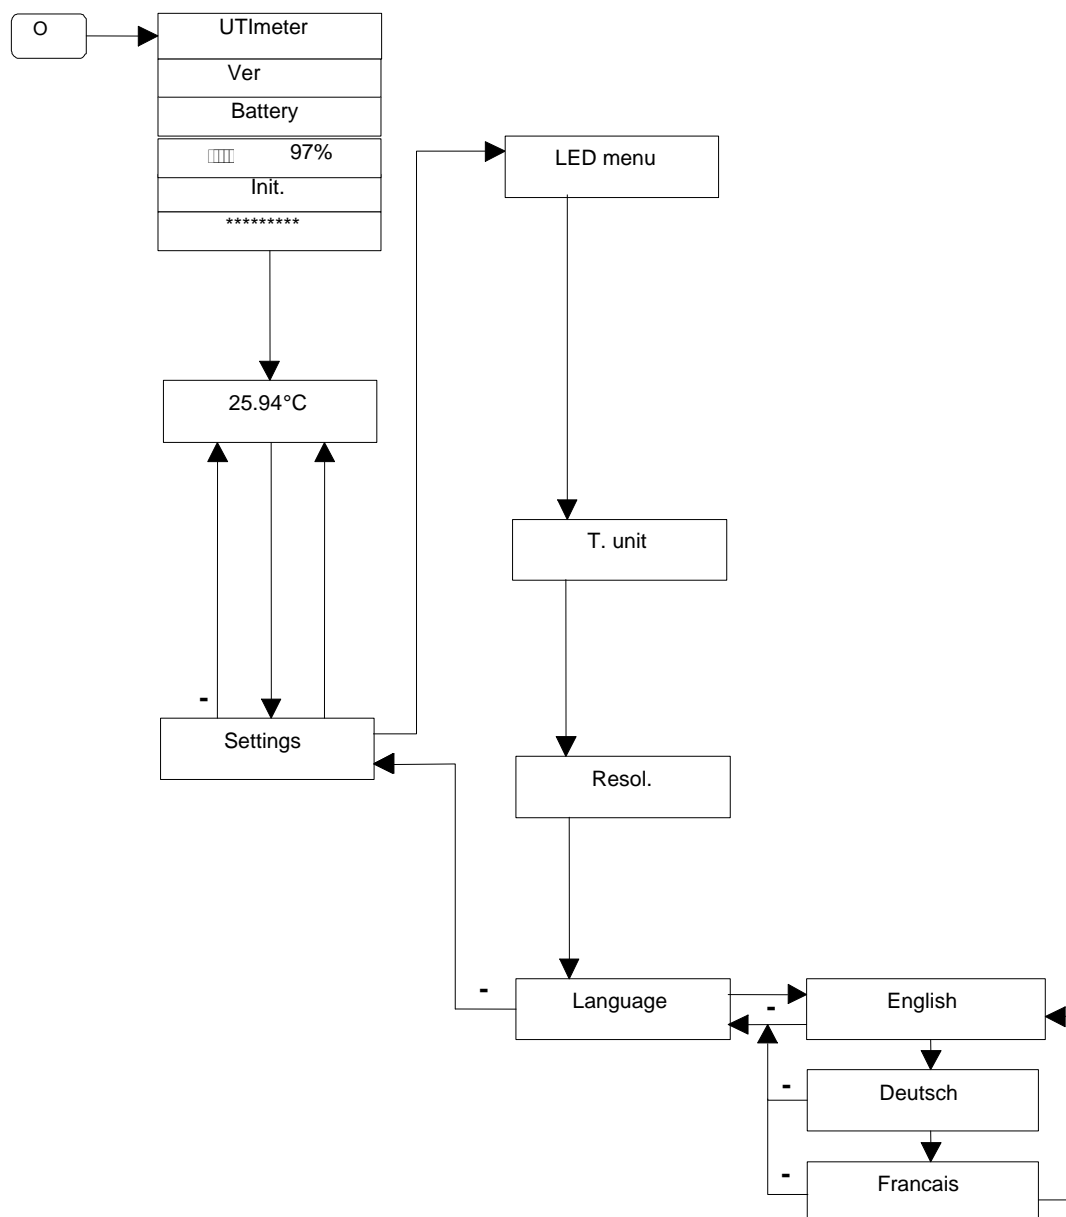 O
UTImeter
Ver
Battery
97%
Init.
*********
LED menu
25.94°C
T. unit
-
Settings
Resol.
-
Language
-
English
-
Deutsch
-
Francais